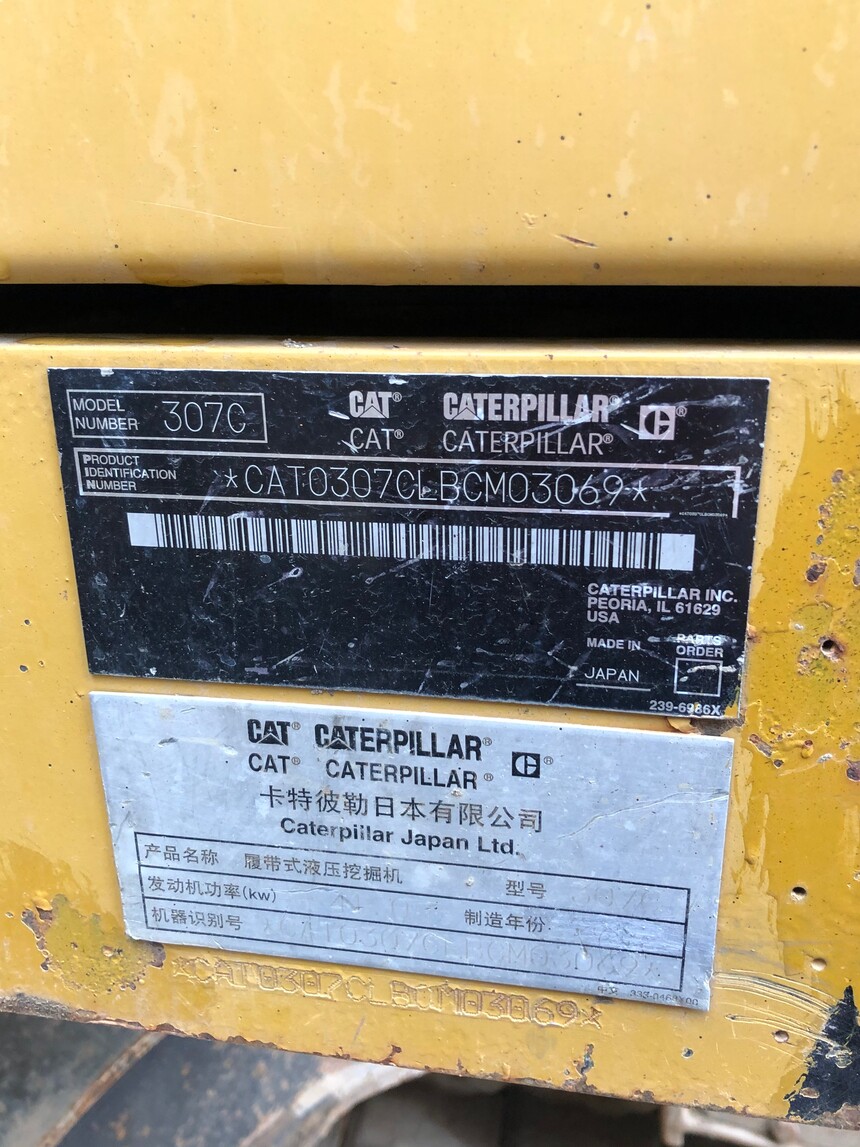 MODEL NUMBER 307C
CAT® CATERPILLAR® ®
CAT® CATERPILLAR®
PRODUCT IDENTIFICATION NUMBER *CAT0307CLBCM03069*
CATERPILLAR INC.
PEORIA, IL 61629
USA
MADE IN JAPAN
PARTS ORDER
239-6986X
CAT® CATERPILLAR® ®
CAT® CATERPILLAR®
卡特彼勒日本有限公司
Caterpillar Japan Ltd.
产品名称 履带式液压挖掘机 型号
发动机功率(kw) 制造年份
机器识别号
*CAT0307CLBCM03069*